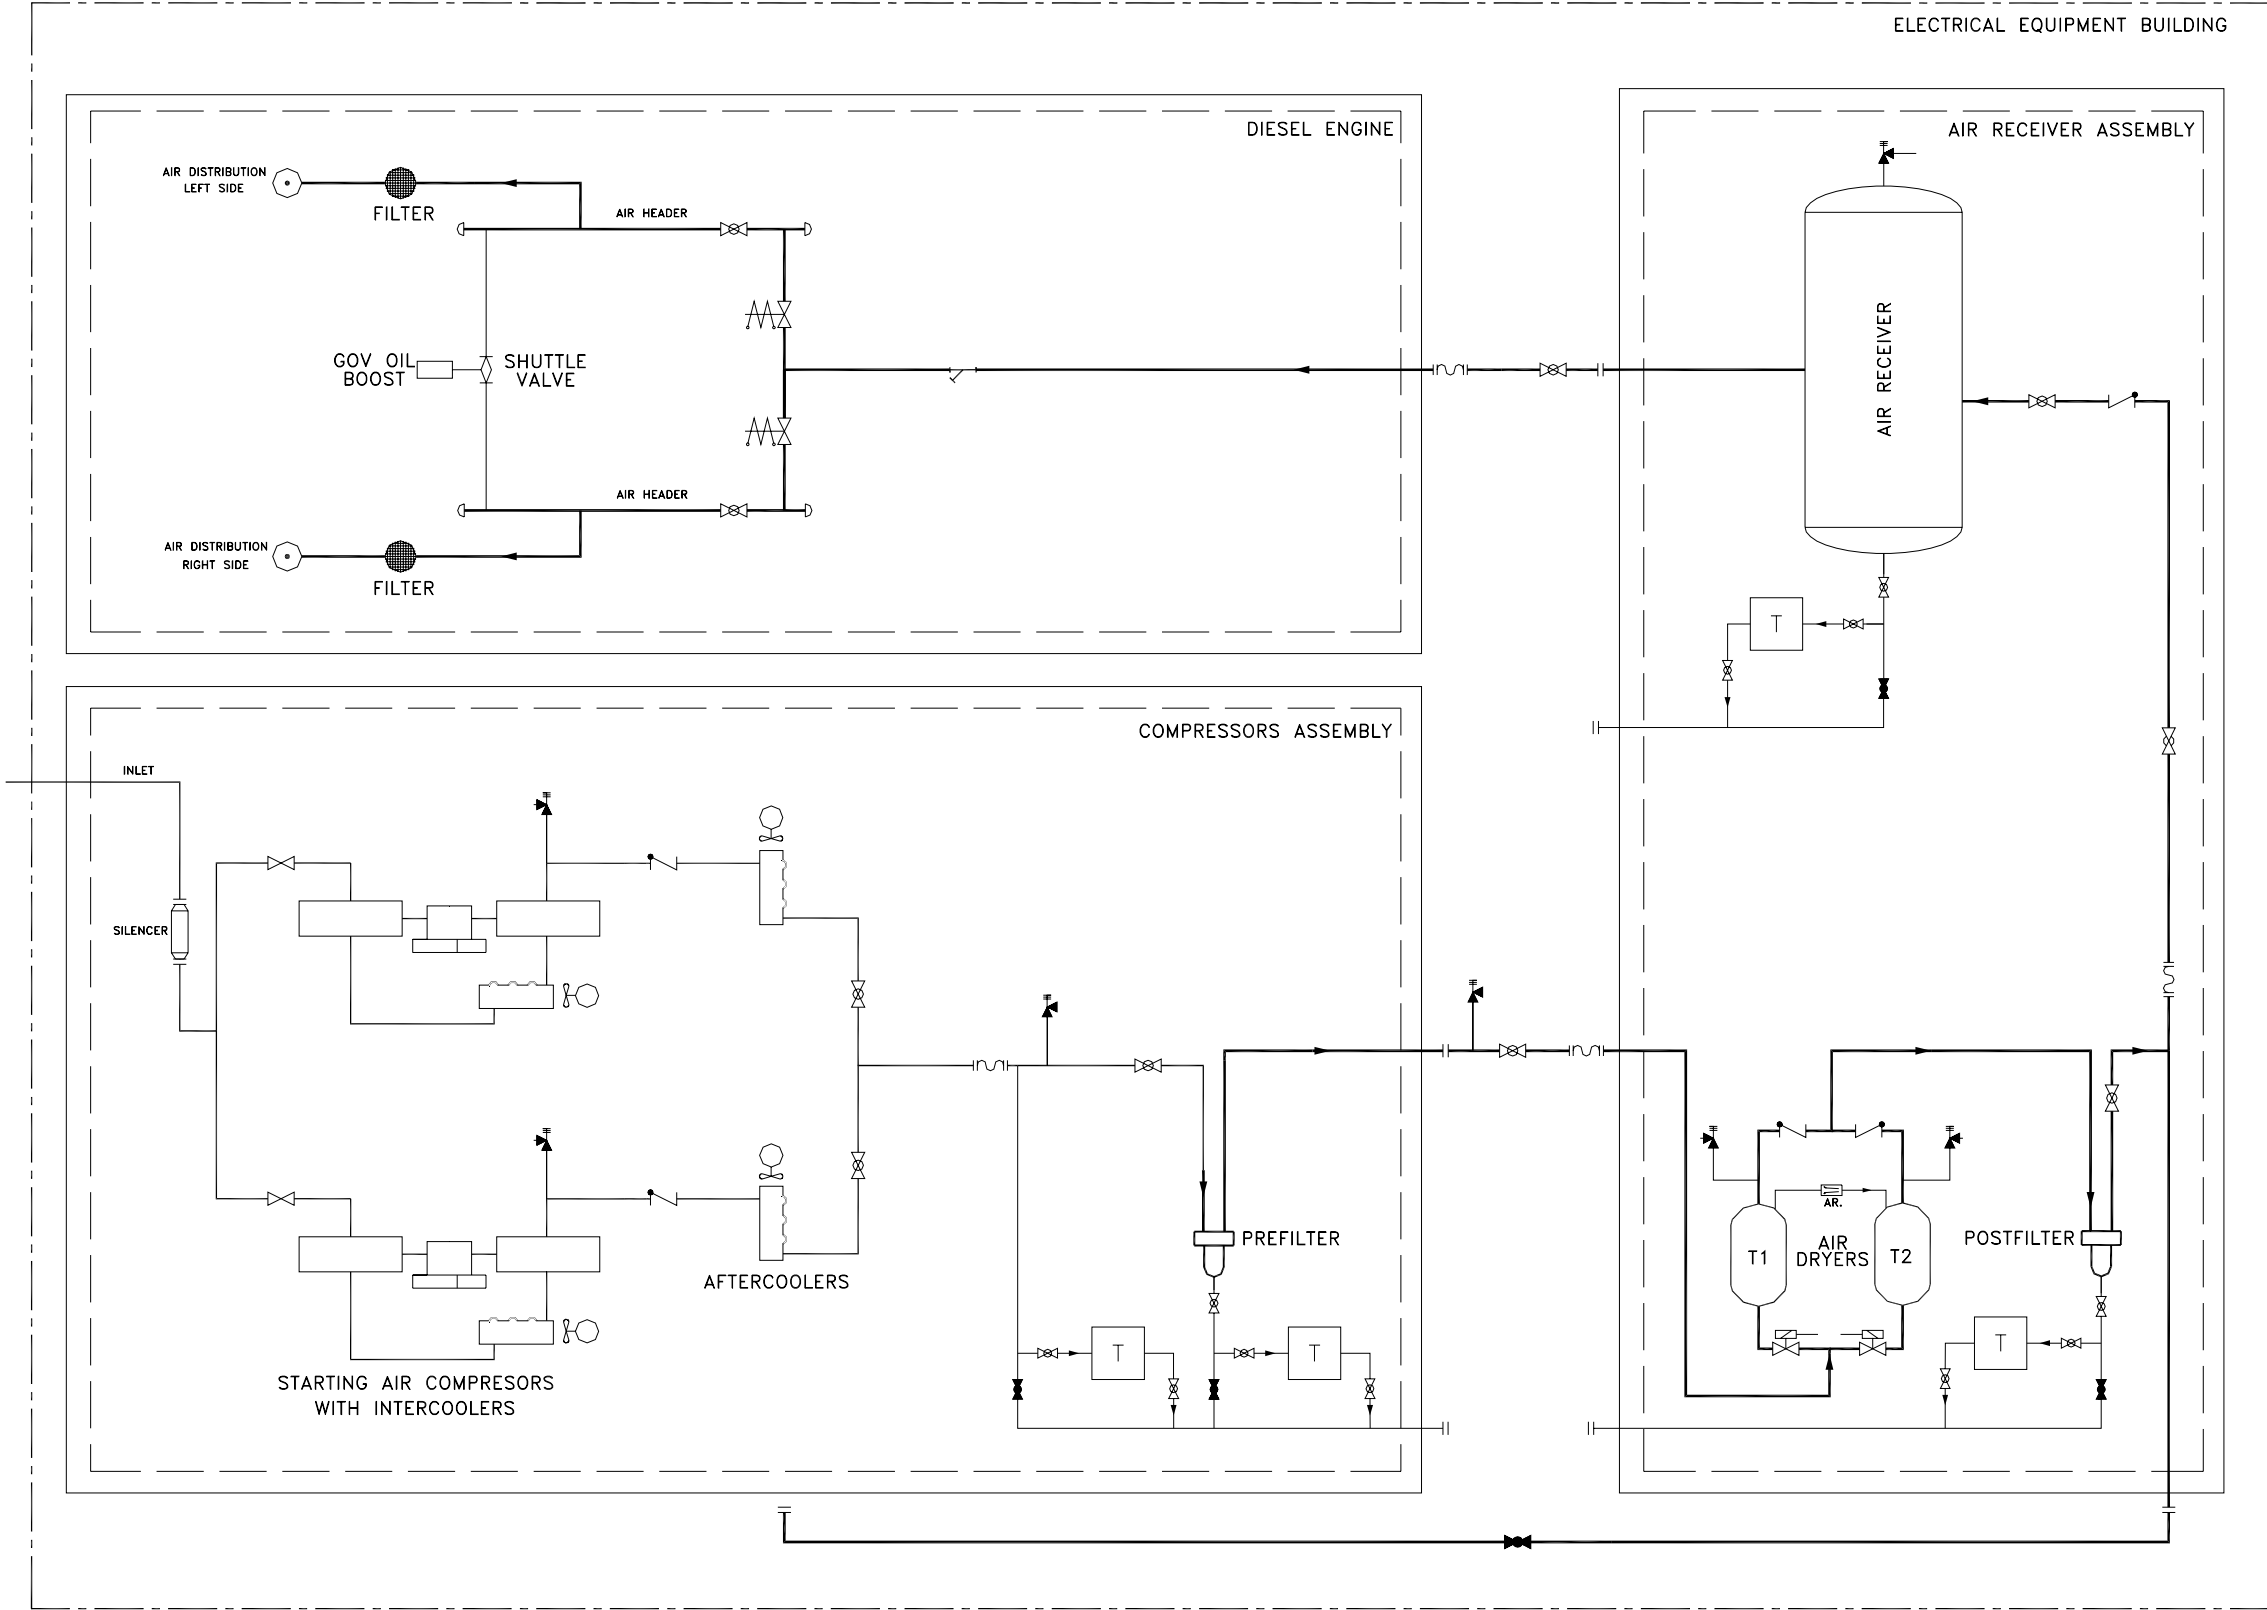 ELECTRICAL EQUIPMENT BUILDING
DIESEL ENGINE
AIR RECEIVER ASSEMBLY
AIR DISTRIBUTION
LEFT SIDE
FILTER
AIR HEADER
GOV OIL
BOOST
SHUTTLE
VALVE
AIR RECEIVER
AIR HEADER
AIR DISTRIBUTION
RIGHT SIDE
FILTER
T
COMPRESSORS ASSEMBLY
INLET
SILENCER
AFTERCOOLERS
STARTING AIR COMPRESORS
WITH INTERCOOLERS
PREFILTER
T
T
AR.
T1
AIR
DRYERS
T2
POSTFILTER
T